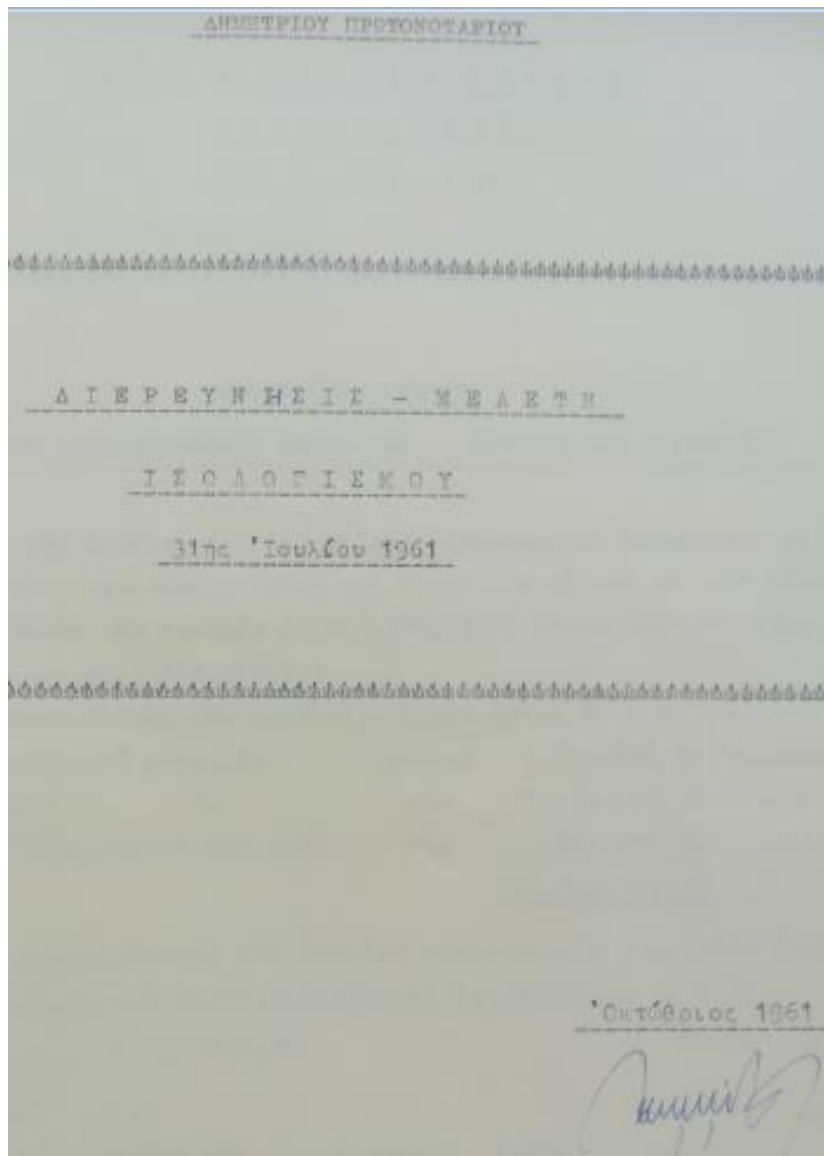 ΔΗΜΗΤΡΙΟΥ ΠΡΩΤΟΝΟΤΑΡΙΟΥ
Δ Ι Ε Ρ Ε Υ Ν Η Σ Ι Σ – Μ Ε Λ Ε Τ Η
Ι Σ Ο Λ Ο Γ Ι Σ Μ Ο Υ
31ης Ἰουλίου 1961
Ὀκτώβριος 1961